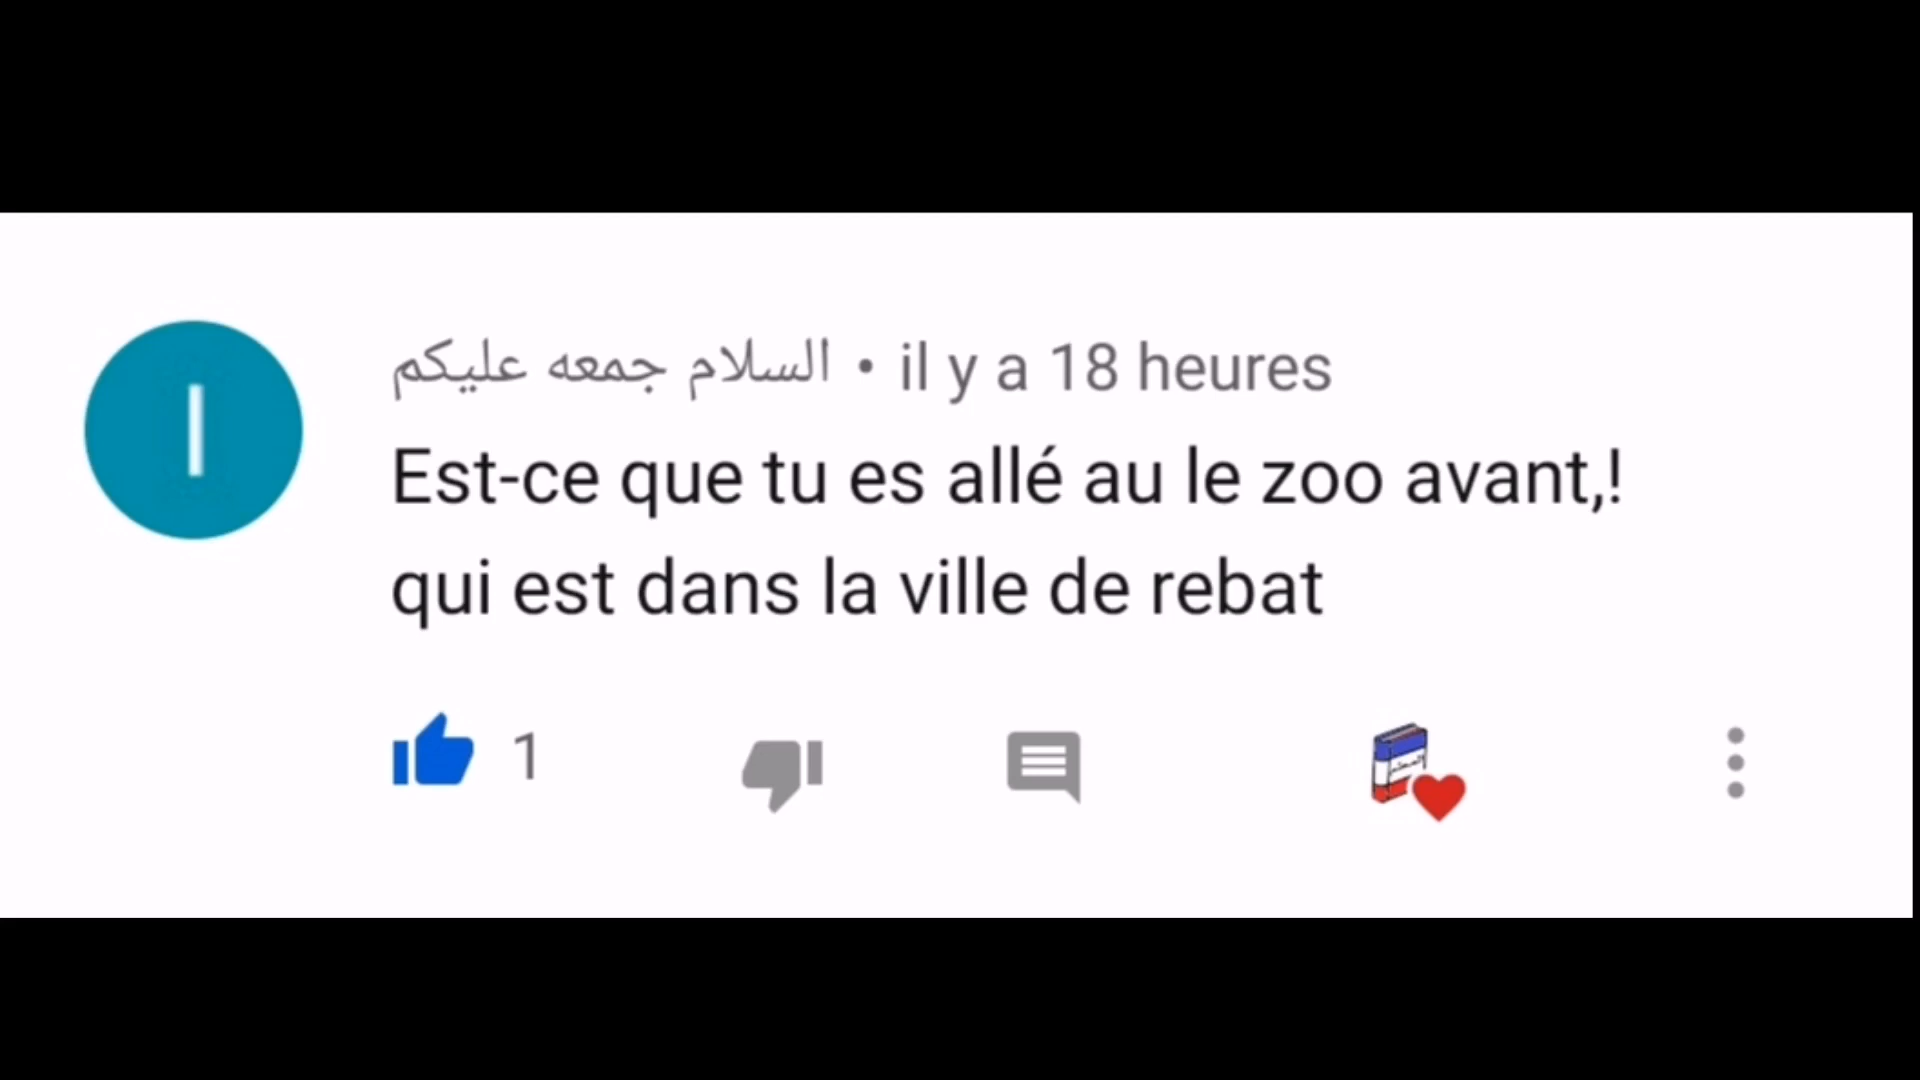 السلام جمعه عليكم • il y a 18 heures
Est-ce que tu es allé au le zoo avant,!
qui est dans la ville de rebat
1